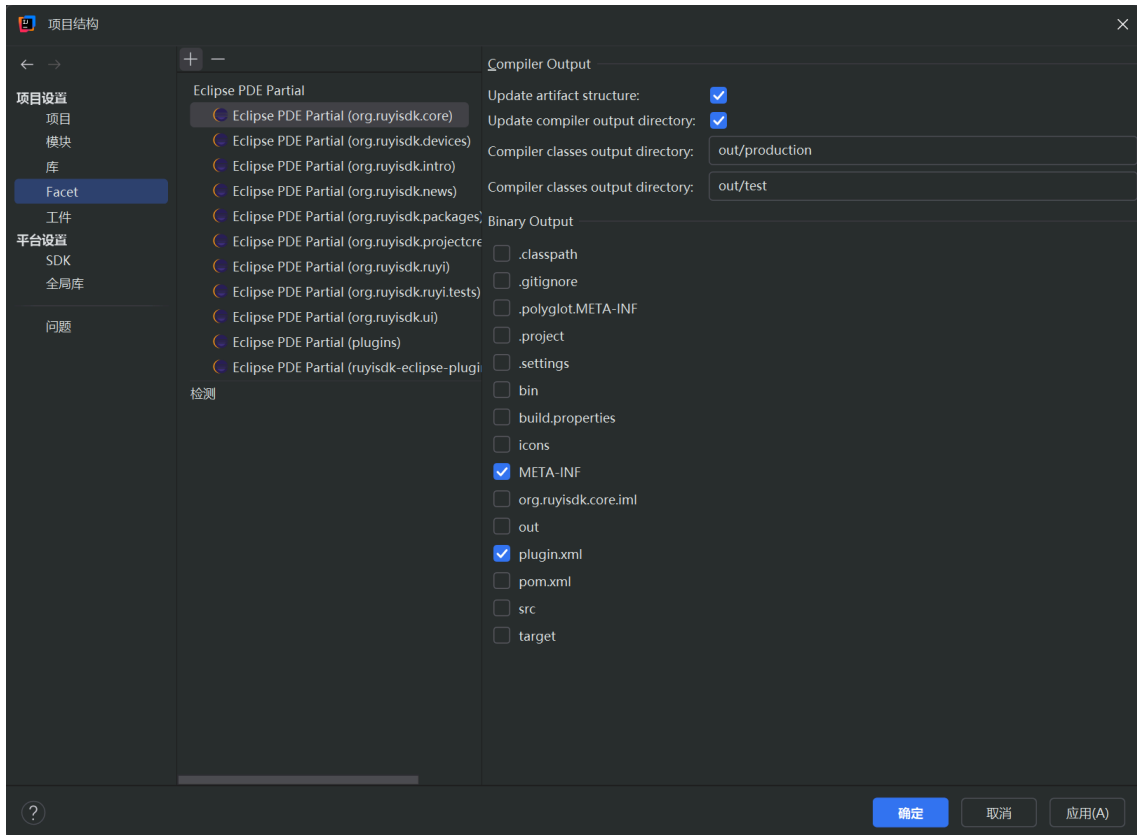 项目结构
项目设置
项目
模块
库
Facet
工件
平台设置
SDK
全局库
问题
Eclipse PDE Partial
Eclipse PDE Partial (org.ruyisdk.core)
Eclipse PDE Partial (org.ruyisdk.devices)
Eclipse PDE Partial (org.ruyisdk.intro)
Eclipse PDE Partial (org.ruyisdk.news)
Eclipse PDE Partial (org.ruyisdk.packages)
Eclipse PDE Partial (org.ruyisdk.projectcre
Eclipse PDE Partial (org.ruyisdk.ruyi)
Eclipse PDE Partial (org.ruyisdk.ruyi.tests)
Eclipse PDE Partial (org.ruyisdk.ui)
Eclipse PDE Partial (plugins)
Eclipse PDE Partial (ruyisdk-eclipse-plugi
检测
Compiler Output
Update artifact structure:
Update compiler output directory:
Compiler classes output directory: out/production
Compiler classes output directory: out/test
Binary Output
.classpath
.gitignore
.polyglot.META-INF
.project
.settings
bin
build.properties
icons
META-INF
org.ruyisdk.core.iml
out
plugin.xml
pom.xml
src
target
?
确定
取消
应用(A)